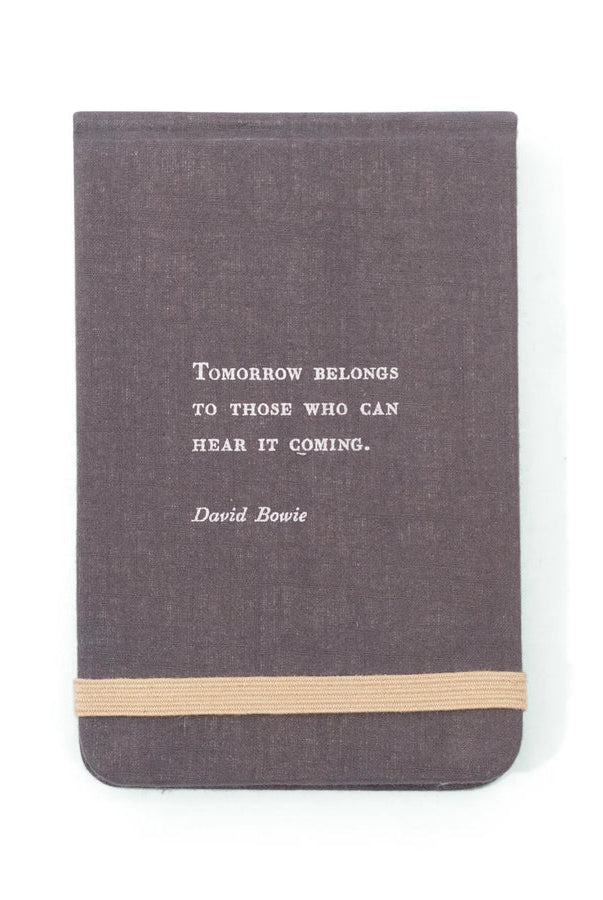 Tomorrow belongs
to those who can
hear it coming.
David Bowie